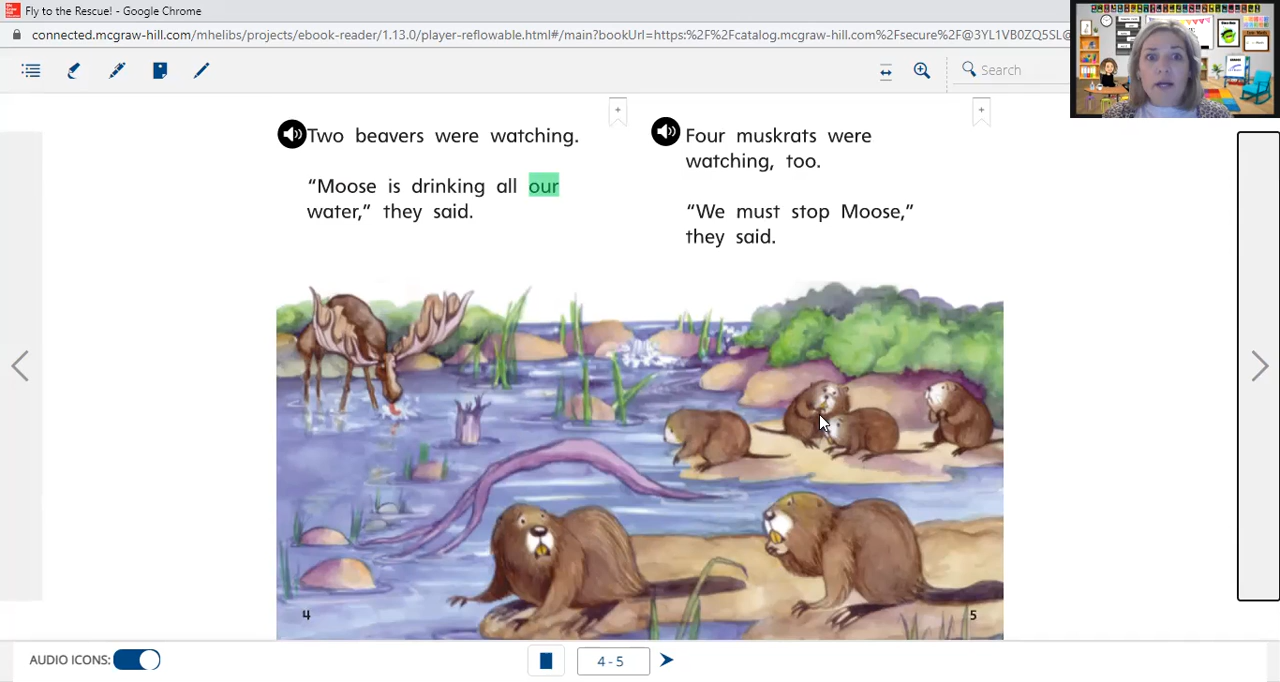 Fly to the Rescue! - Google Chrome
connected.mcgraw-hill.com/mhelibs/projects/ebook-reader/1.13.0/player-reflowable.html#/main?bookUrl=https:%2F%2Fcatalog.mcgraw-hill.com%2Fsecure%2F@3YL1VB0ZQ5SL@
Search
Two beavers were watching.
“Moose is drinking all our
water,” they said.
Four muskrats were
watching, too.
“We must stop Moose,”
they said.
4
5
AUDIO ICONS:
4 - 5